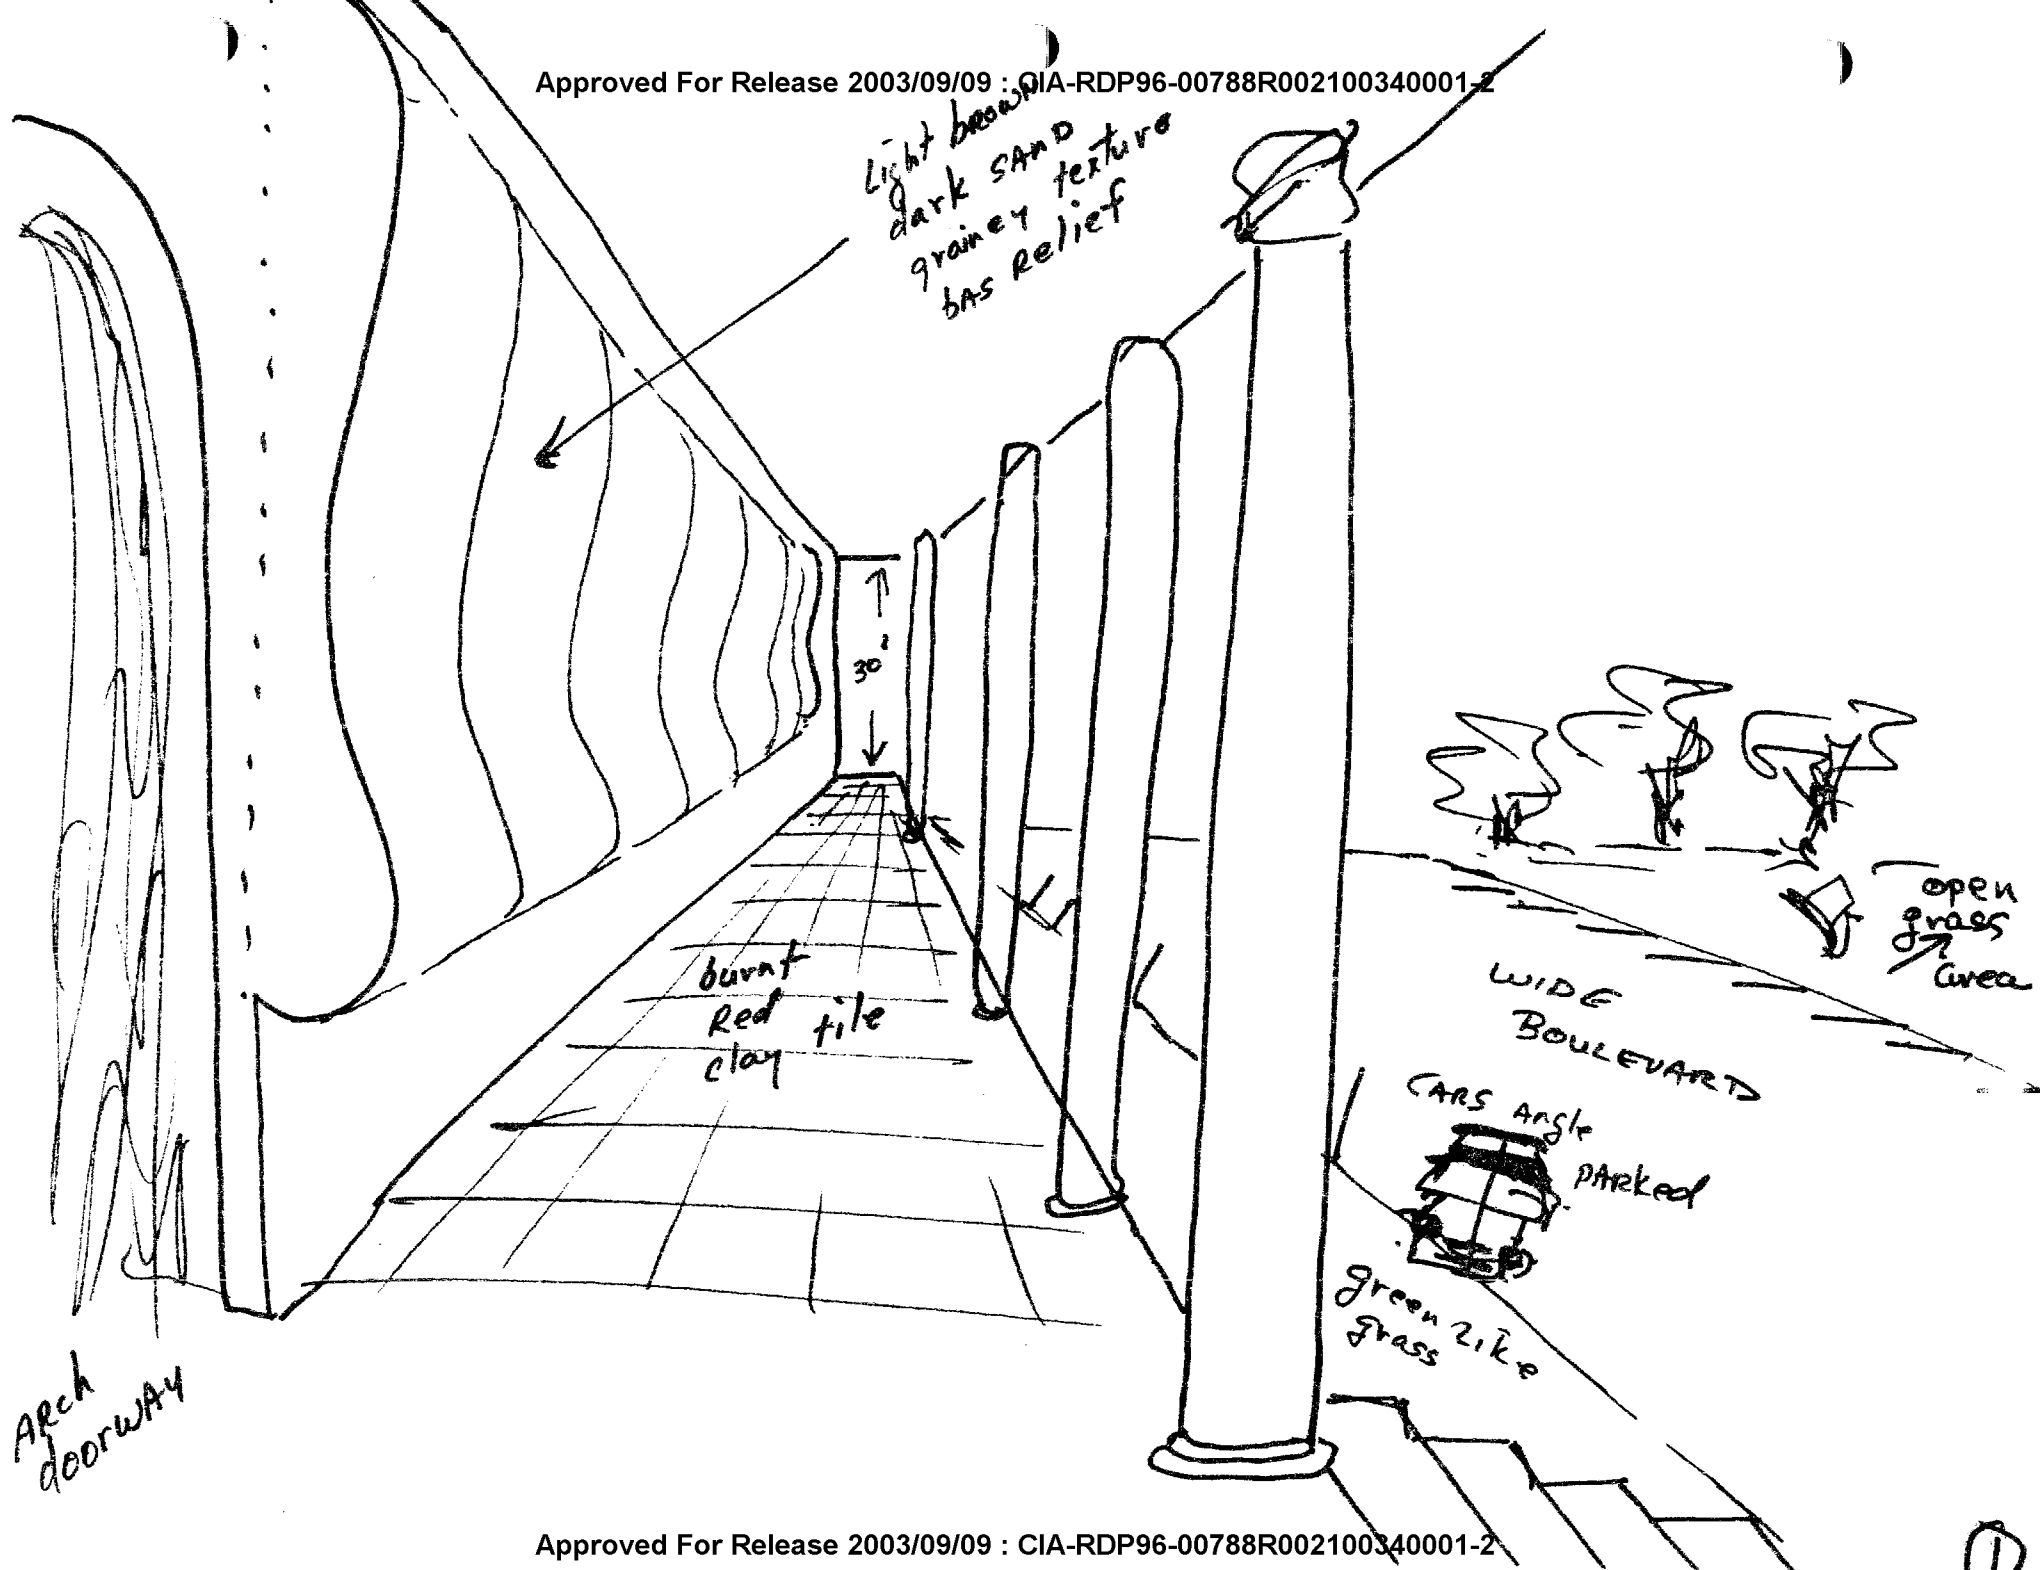 Approved For Release 2003/09/09 : CIA-RDP96-00788R002100340001-2
Light brown
dark sand
grainey texture
bas relief
30'
open
grass
area
WIDE
BOULEVARD
CARS Angle
PARKed
burnt
Red tile
clay
green like
grass
ARch
doorwAy
Approved For Release 2003/09/09 : CIA-RDP96-00788R002100340001-2
1